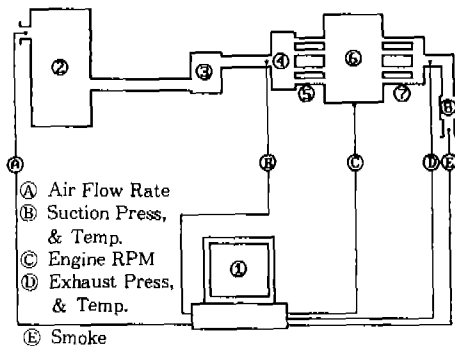 ②
③
④
⑥
⑤
⑦
⑧
Ⓐ
Ⓑ
Ⓒ
Ⓓ
Ⓔ
Ⓐ Air Flow Rate
Ⓑ Suction Press,
& Temp.
Ⓒ Engine RPM
Ⓓ Exhaust Press,
& Temp.
Ⓔ Smoke
①